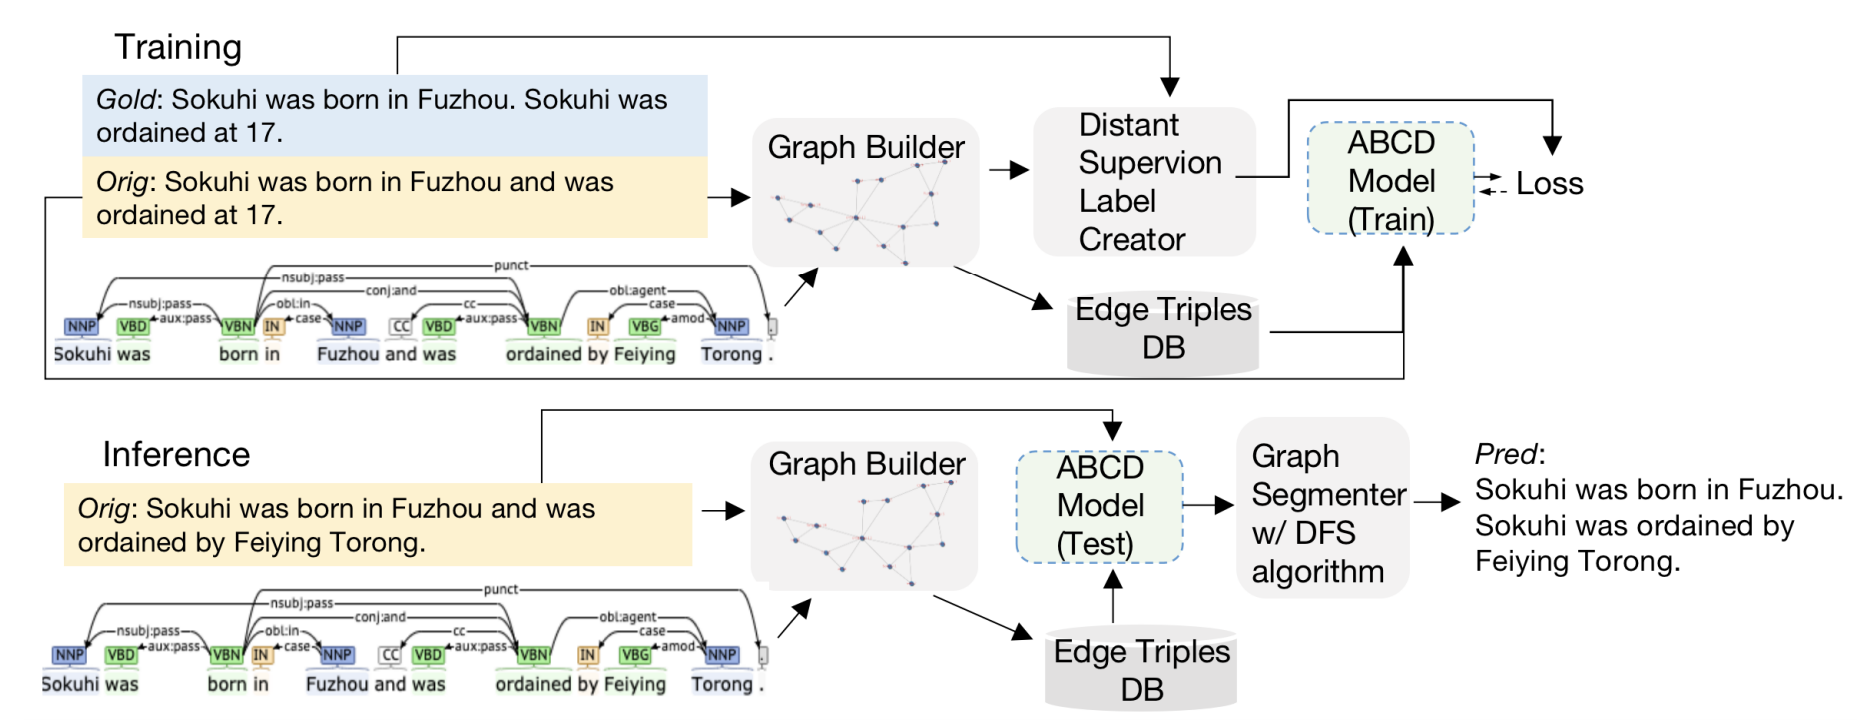 Training
Gold: Sokuhi was born in Fuzhou. Sokuhi was
ordained at 17.
Orig: Sokuhi was born in Fuzhou and was
ordained at 17.
Graph Builder
Distant
Supervion
Label
Creator
ABCD
Model
(Train)
Loss
Edge Triples
DB
punct
nsubj:pass
conj:and
obl:agent
nsubj:pass
obl:in
cc
case
aux:pass
case
aux:pass
amod
NNP VBD VBN IN NNP CC VBD VBN IN VBG NNP .
Sokuhi was born in Fuzhou and was ordained by Feiying Torong .
Inference
Orig: Sokuhi was born in Fuzhou and was
ordained by Feiying Torong.
Graph Builder
ABCD
Model
(Test)
Graph
Segmenter
w/ DFS
algorithm
Pred:
Sokuhi was born in Fuzhou.
Sokuhi was ordained by
Feiying Torong.
Edge Triples
DB
punct
nsubj:pass
conj:and
obl:agent
nsubj:pass
obl:in
cc
case
aux:pass
case
aux:pass
amod
NNP VBD VBN IN NNP CC VBD VBN IN VBG NNP .
Sokuhi was born in Fuzhou and was ordained by Feiying Torong .